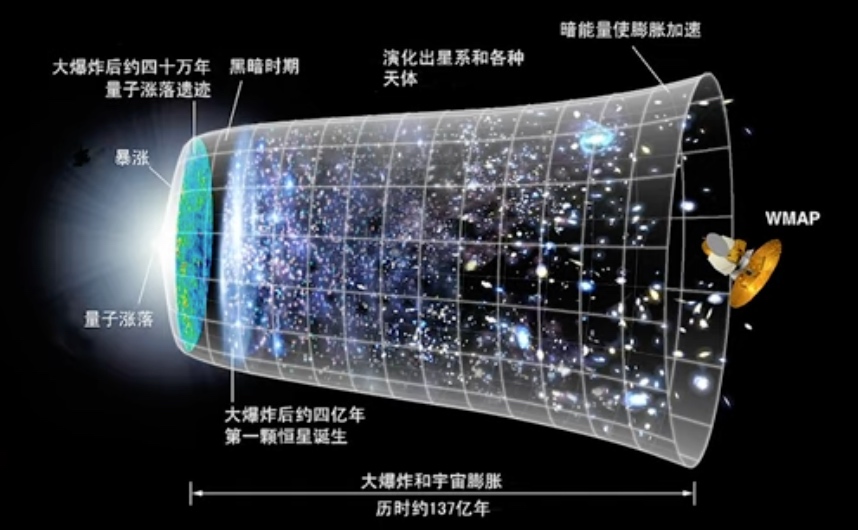 暗能量使膨胀加速
演化出星系和各种
天体
大爆炸后约四十万年
量子涨落遗迹
黑暗时期
暴涨
WMAP
量子涨落
大爆炸后约四亿年
第一颗恒星诞生
大爆炸和宇宙膨胀
历时约137亿年